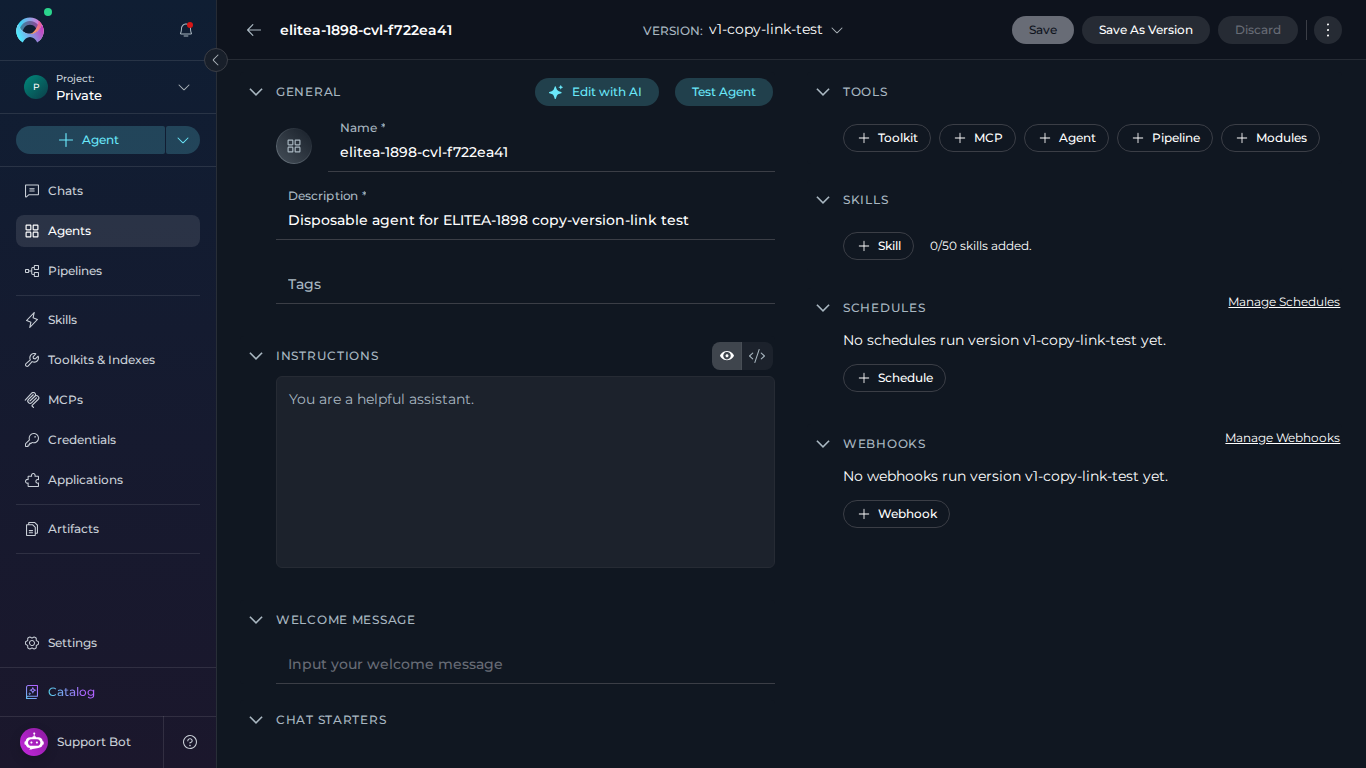 elitea-1898-cvl-f722ea41
VERSION: v1-copy-link-test
Save
Save As Version
Discard
P
Project:
Private
Agent
Chats
Agents
Pipelines
Skills
Toolkits & Indexes
MCPs
Credentials
Applications
Artifacts
Settings
Catalog
Support Bot
GENERAL
Edit with AI
Test Agent
Name *
elitea-1898-cvl-f722ea41
Description *
Disposable agent for ELITEA-1898 copy-version-link test
Tags
INSTRUCTIONS
You are a helpful assistant.
WELCOME MESSAGE
Input your welcome message
CHAT STARTERS
TOOLS
Toolkit
MCP
Agent
Pipeline
Modules
SKILLS
Skill
0/50 skills added.
SCHEDULES
Manage Schedules
No schedules run version v1-copy-link-test yet.
Schedule
WEBHOOKS
Manage Webhooks
No webhooks run version v1-copy-link-test yet.
Webhook